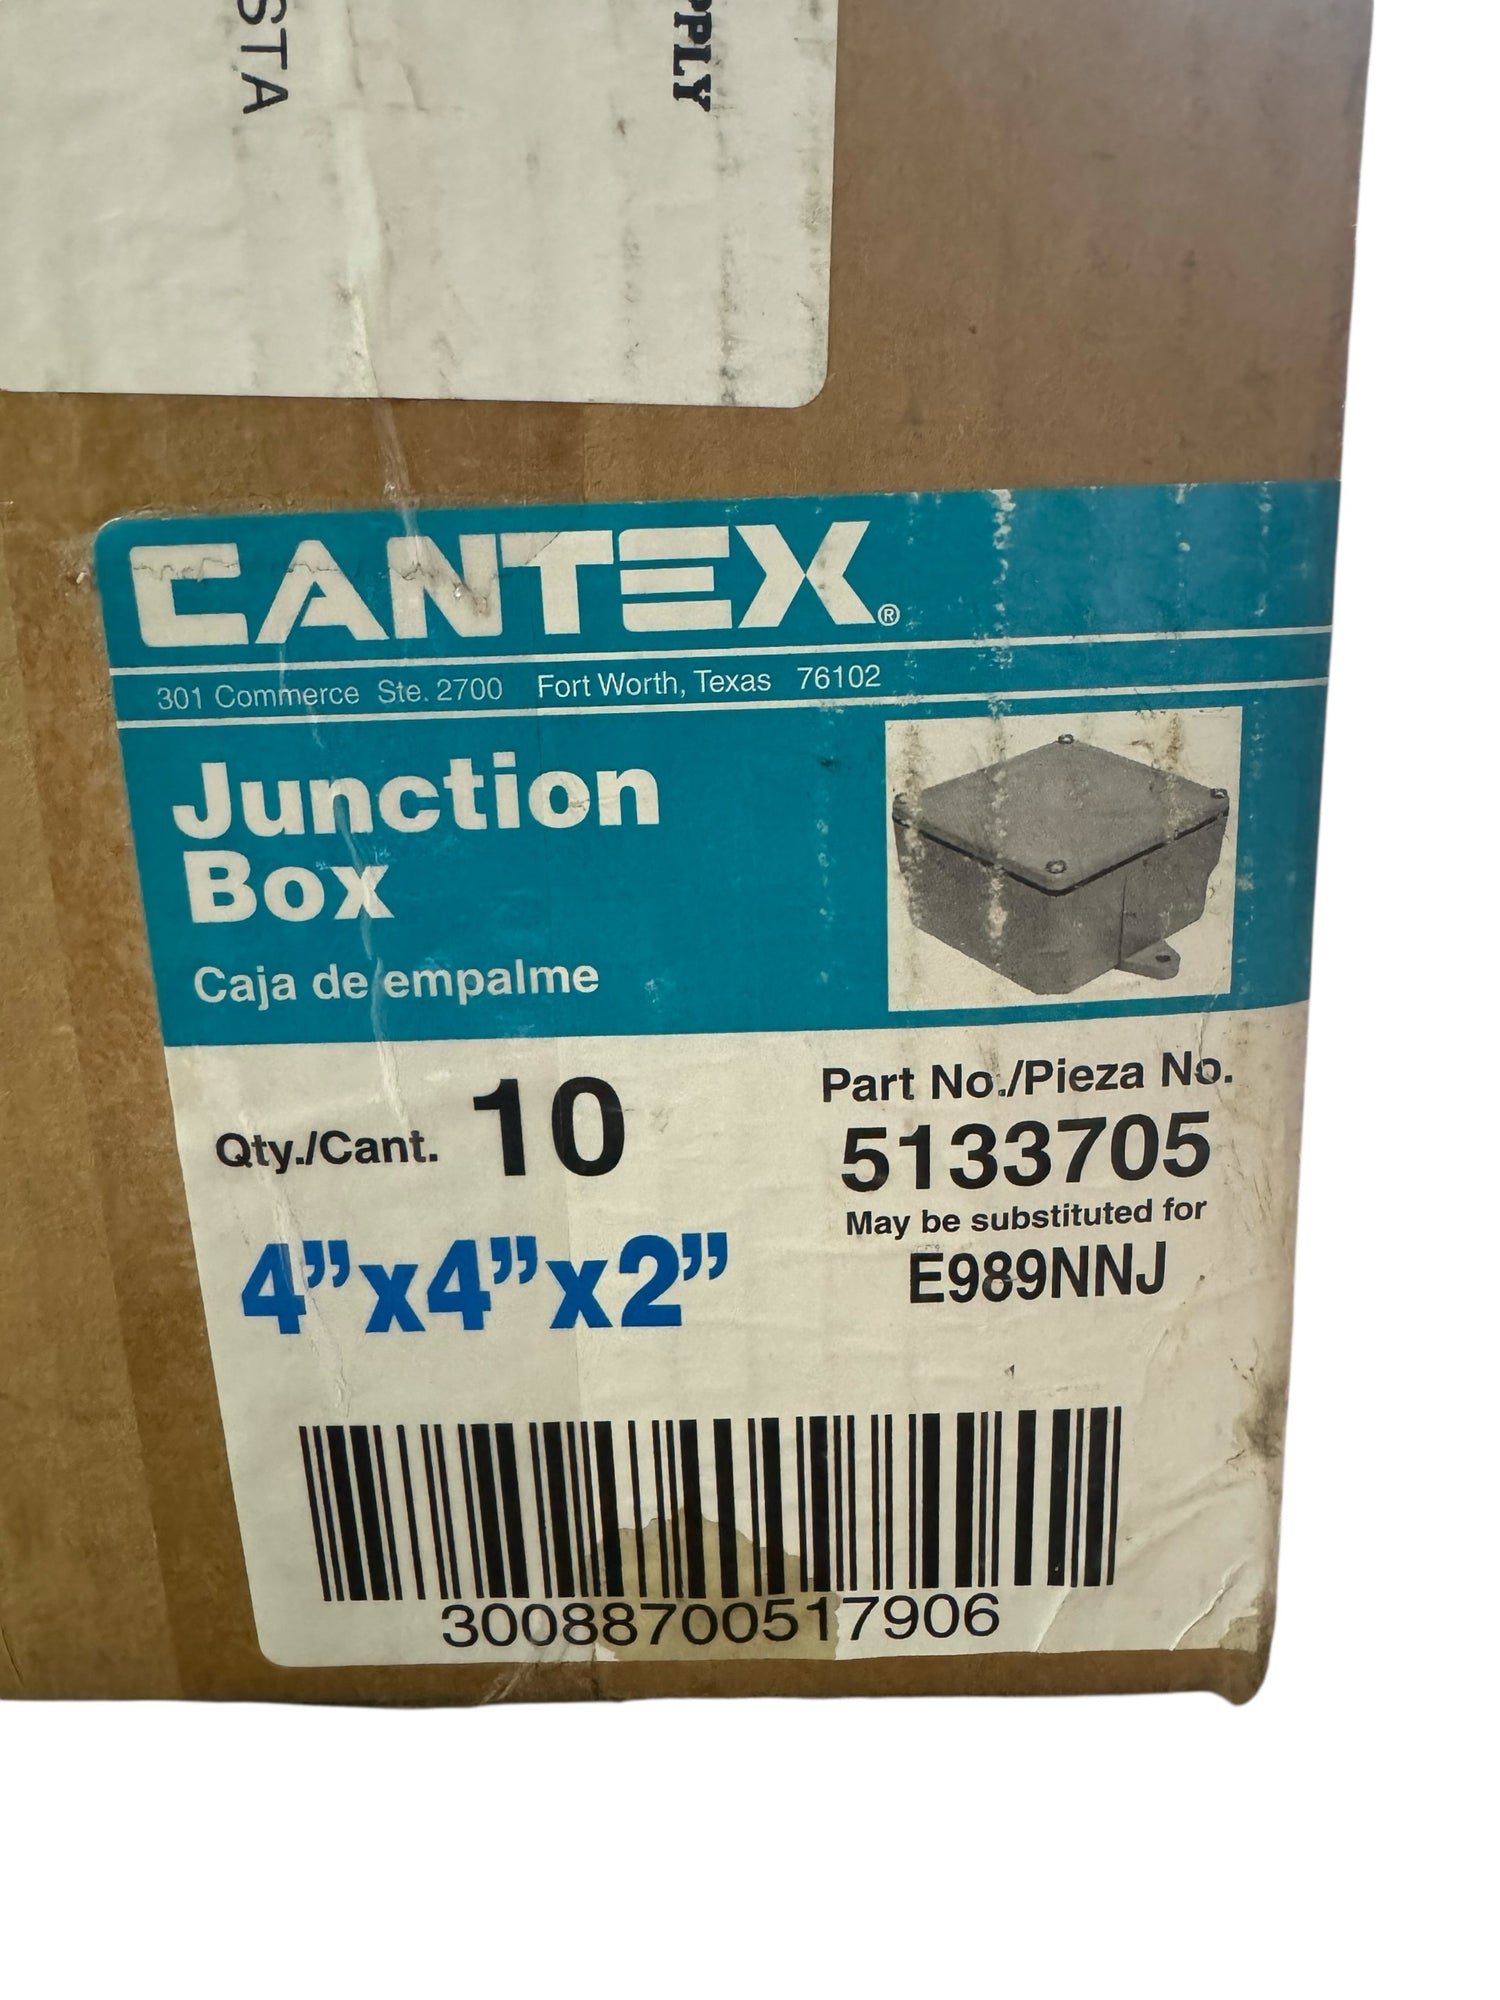 STA
PPLY
CANTEX®
301 Commerce Ste. 2700 Fort Worth, Texas 76102
Junction
Box
Caja de empalme
Qty./Cant. 10
4”x4”x2”
Part No./Pieza No.
5133705
May be substituted for
E989NNJ
30088700517906